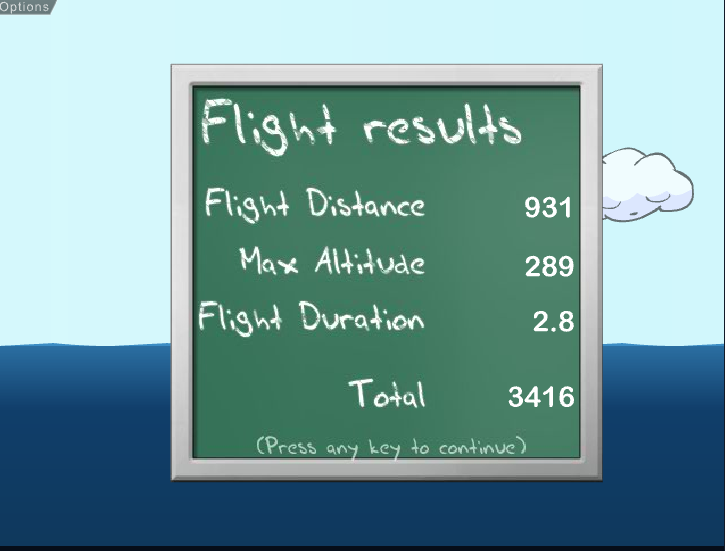 Options
Flight results
Flight Distance 931
Max Altitude 289
Flight Duration 2.8
Total 3416
(Press any key to continue)